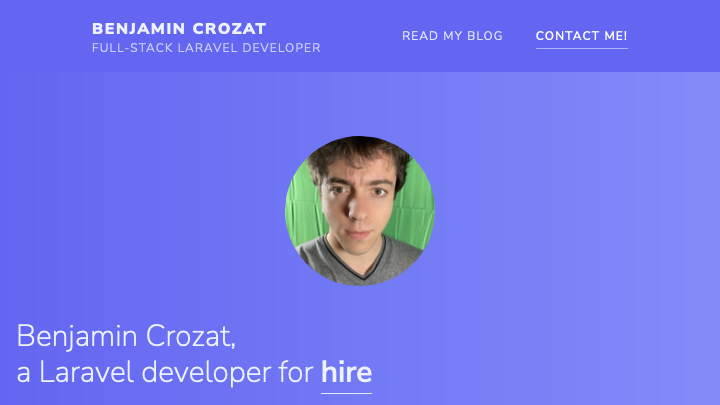 BENJAMIN CROZAT
FULL-STACK LARAVEL DEVELOPER
READ MY BLOG
CONTACT ME!
Benjamin Crozat,
a Laravel developer for hire